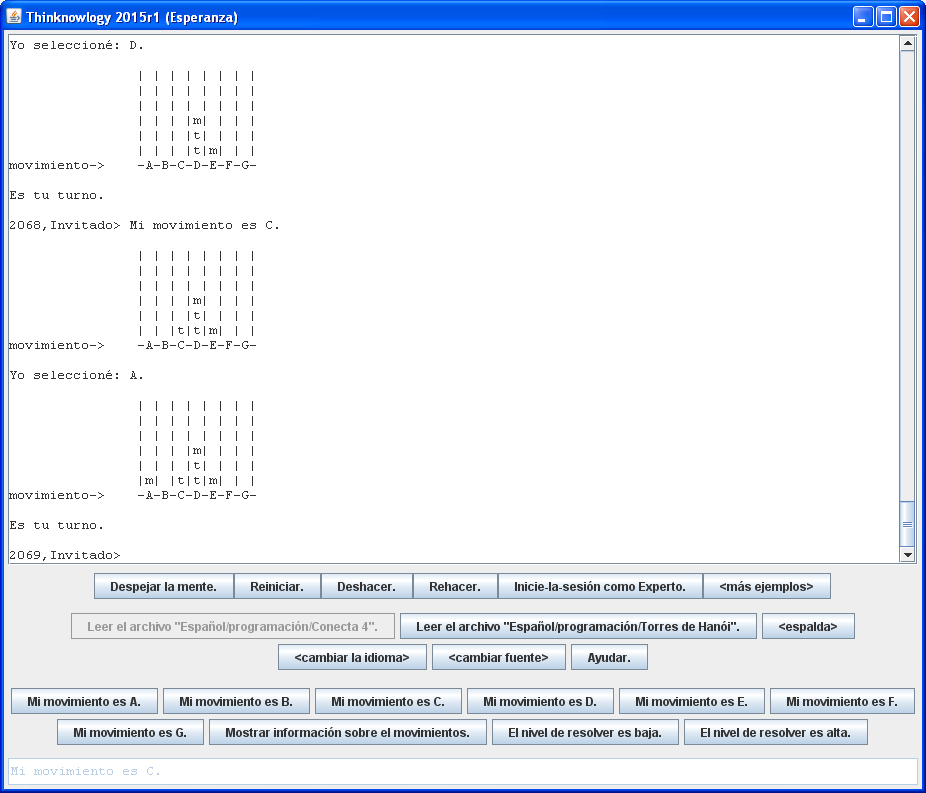 Thinknowlogy 2015r1 (Esperanza)
Yo seleccioné: D.
| | | | | | | |
| | | | | | | |
| | | | | | | |
| | | |m| | | |
| | | |t| | | |
| | | |t|m| | |
movimiento-> -A-B-C-D-E-F-G-
Es tu turno.
2068,Invitado> Mi movimiento es C.
| | | | | | | |
| | | | | | | |
| | | | | | | |
| | | |m| | | |
| | | |t| | | |
| | |t|t|m| | |
movimiento-> -A-B-C-D-E-F-G-
Yo seleccioné: A.
| | | | | | | |
| | | | | | | |
| | | | | | | |
| | | |m| | | |
| | | |t| | | |
|m| |t|t|m| | |
movimiento-> -A-B-C-D-E-F-G-
Es tu turno.
2069,Invitado>
Despejar la mente. Reiniciar. Deshacer. Rehacer. Inicie-la-sesión como Experto. <más ejemplos>
Leer el archivo "Español/programación/Conecta 4". Leer el archivo "Español/programación/Torres de Hanói". <espalda>
<cambiar la idioma> <cambiar fuente> Ayudar.
Mi movimiento es A. Mi movimiento es B. Mi movimiento es C. Mi movimiento es D. Mi movimiento es E. Mi movimiento es F.
Mi movimiento es G. Mostrar información sobre el movimientos. El nivel de resolver es baja. El nivel de resolver es alta.
Mi movimiento es C.